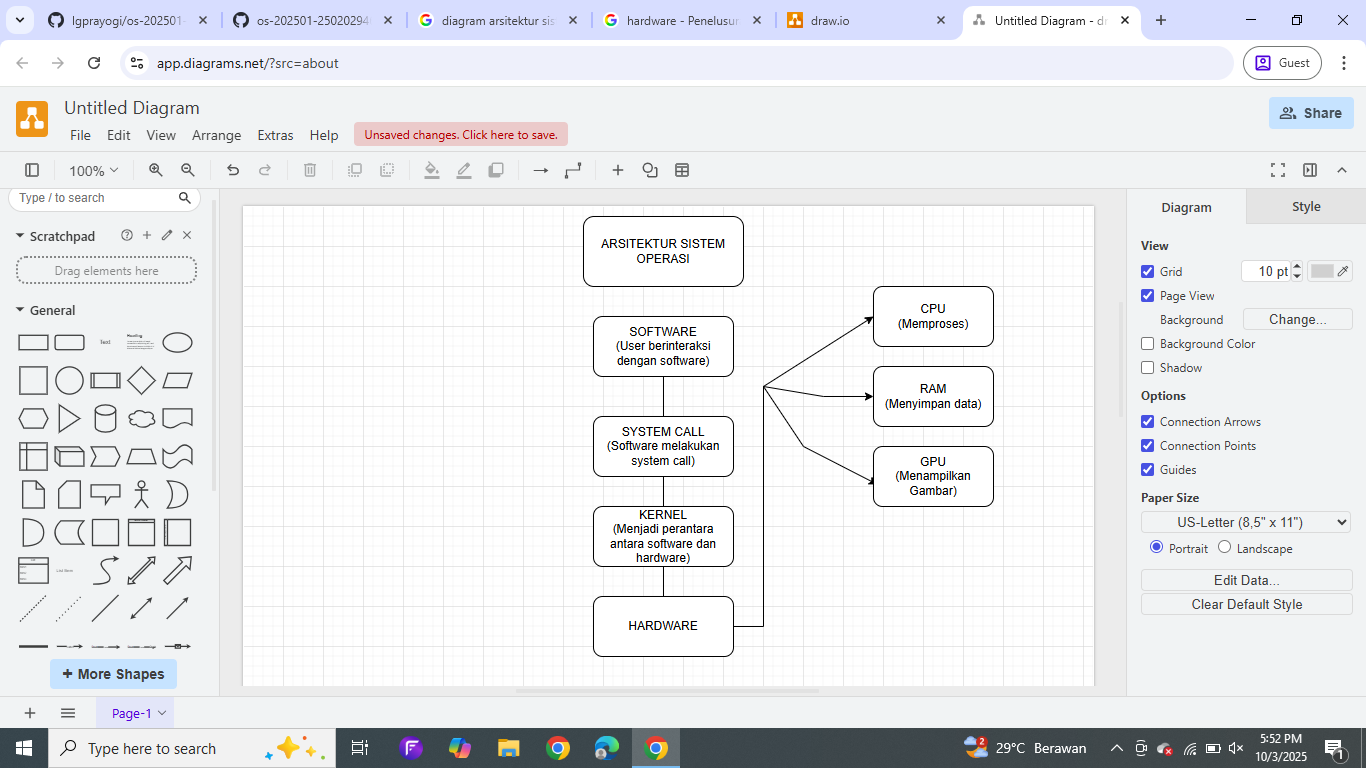 lgprayogi/os-202501-
os-202501-25020294
diagram arsitektur sis
hardware - Penelusur
draw.io
Untitled Diagram - dr
app.diagrams.net/?src=about
Guest
Untitled Diagram
File Edit View Arrange Extras Help
Unsaved changes. Click here to save.
Share
100%
Type / to search
Scratchpad
Drag elements here
General
Text
Heading
List Item
+ More Shapes
ARSITEKTUR SISTEM
OPERASI
SOFTWARE
(User berinteraksi
dengan software)
SYSTEM CALL
(Software melakukan
system call)
KERNEL
(Menjadi perantara
antara software dan
hardware)
HARDWARE
CPU
(Memproses)
RAM
(Menyimpan data)
GPU
(Menampilkan
Gambar)
Diagram
Style
View
Grid
10 pt
Page View
Background
Change...
Background Color
Shadow
Options
Connection Arrows
Connection Points
Guides
Paper Size
US-Letter (8,5" x 11")
Portrait
Landscape
Edit Data...
Clear Default Style
Page-1
Type here to search
2
29°C Berawan
5:52 PM
10/3/2025
1